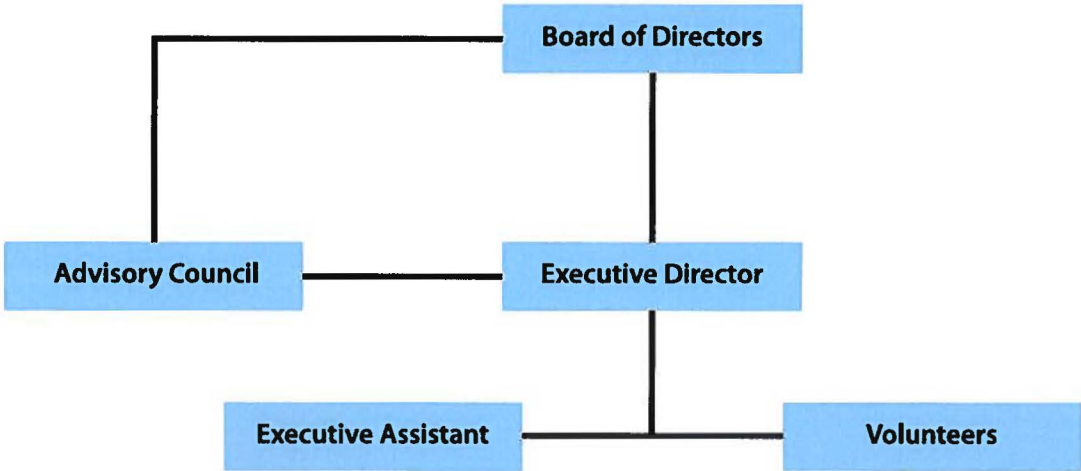 Board of Directors
Advisory Council
Executive Director
Executive Assistant
Volunteers